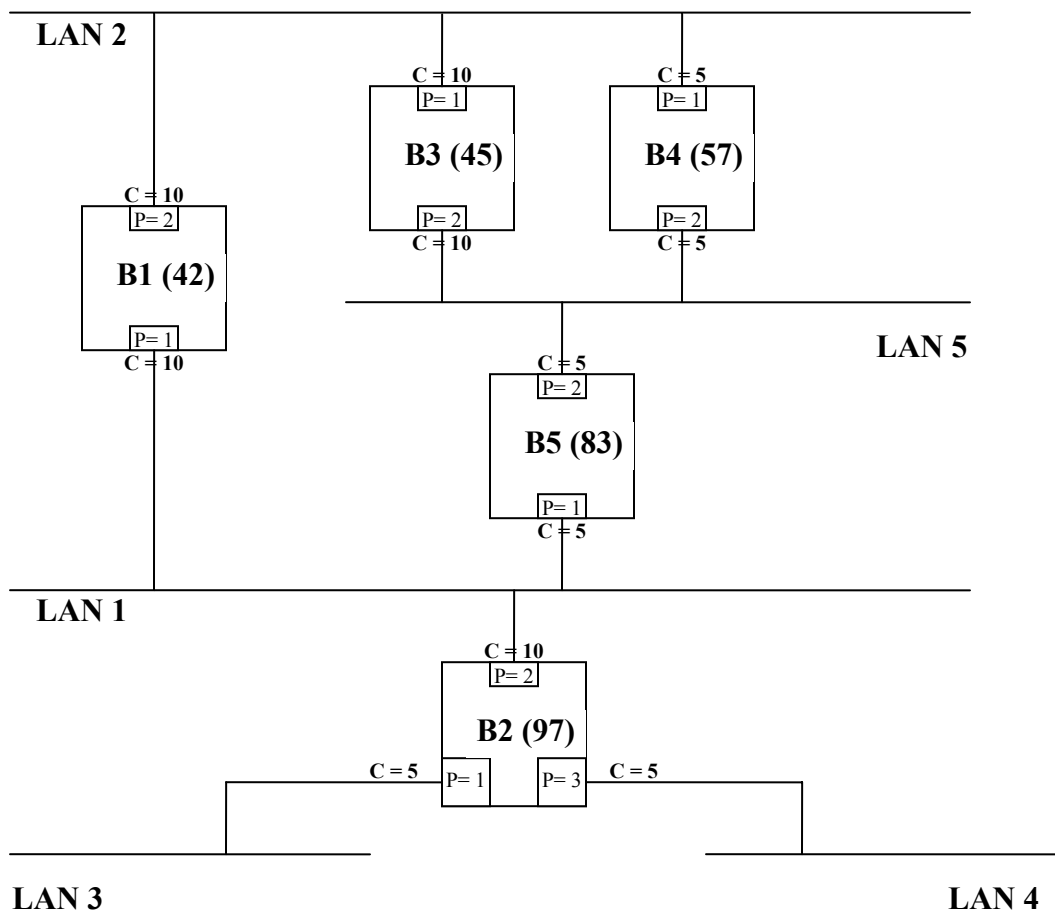 LAN 2
C = 10
P= 1
B3 (45)
P= 2
C = 10
C = 5
P= 1
B4 (57)
P= 2
C = 5
C = 10
P= 2
B1 (42)
P= 1
C = 10
LAN 5
C = 5
P= 2
B5 (83)
P= 1
C = 5
LAN 1
C = 10
P= 2
B2 (97)
C = 5
P= 1
P= 3
C = 5
LAN 3
LAN 4